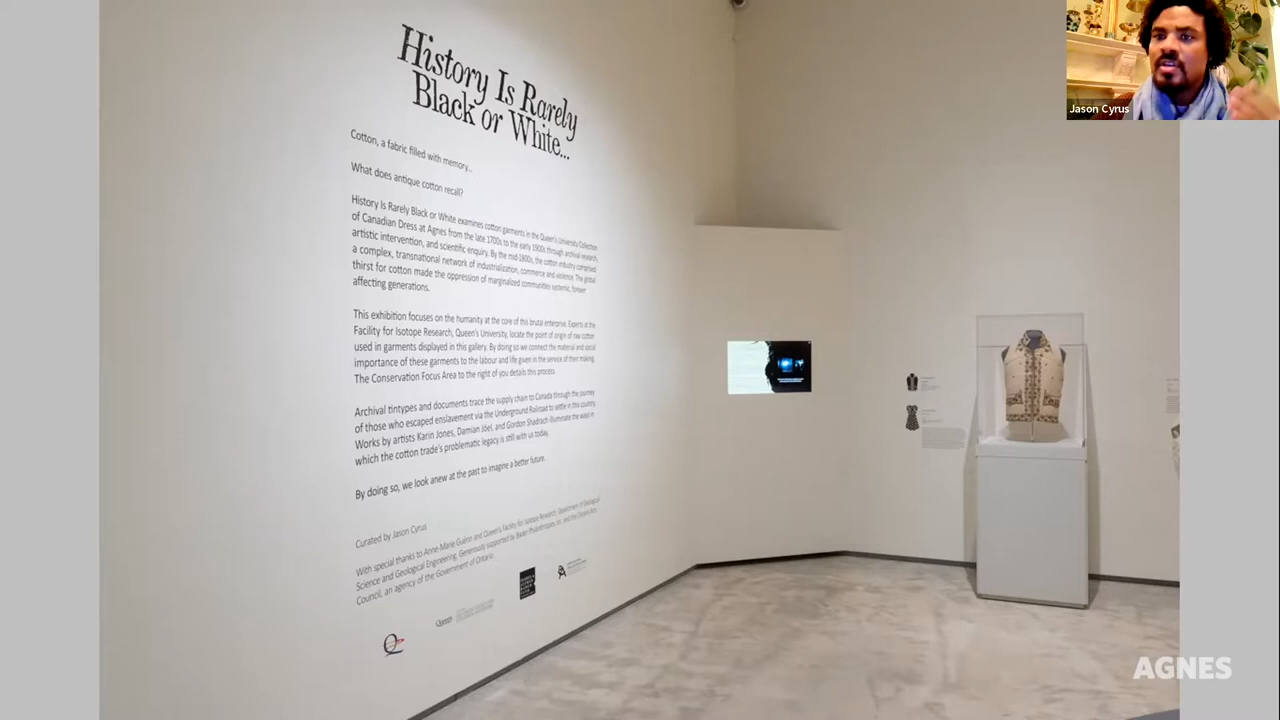 History Is Rarely
Black or White...
Cotton, a fabric filled with memory...
What does antique cotton recall?
History Is Rarely Black or White examines cotton garments in the Queen's University Collection
of Canadian Dress at Agnes from the late 1700s to the early 1900s through archival research,
artistic intervention, and scientific enquiry. By the mid-1800s, the cotton industry comprised
a complex, transnational network of industrialization, commerce and violence. The global
thirst for cotton made the oppression of marginalized communities systemic, forever
affecting generations.
This exhibition focuses on the humanity at the core of this brutal enterprise. Experts at the
Facility for Isotope Research, Queen's University, locate the point of origin of raw cotton
used in garments displayed in this gallery. By doing so we connect the material and social
importance of these garments to the labour and life given in the service of their making.
The Conservation Focus Area to the right of you details this process
Archival tintypes and documents trace the supply chain to Canada through the journey
of those who escaped enslavement via the Underground Railroad to settle in this country.
Works by artists Karin Jones, Damian Jöel, and Gordon Shadrach illuminate the ways in
which the cotton trade's problematic legacy is still with us today.
By doing so, we look anew at the past to imagine a better future.
Curated by Jason Cyrus
With special thanks to Anne-Marie Guérin and Queen's Facility for Isotope Research, Department of Geological
Science and Geological Engineering. Generously supported by Bader Philanthropies Inc. and the Ontario Arts
Council, an agency of the Government of Ontario.
Queen's
Jason Cyrus
AGNES